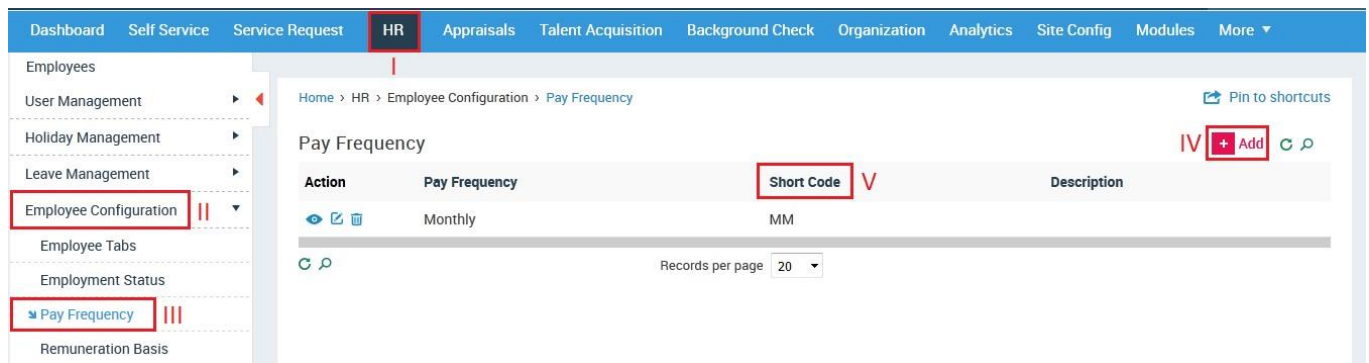 Dashboard Self Service Service Request HR Appraisals Talent Acquisition Background Check Organization Analytics Site Config Modules More
I
Employees
User Management
Holiday Management
Leave Management
Employee Configuration II
Employee Tabs
Employment Status
Pay Frequency III
Remuneration Basis
Home › HR › Employee Configuration › Pay Frequency
Pin to shortcuts
Pay Frequency
IV + Add
Action Pay Frequency Short Code V Description
Monthly MM
Records per page 20